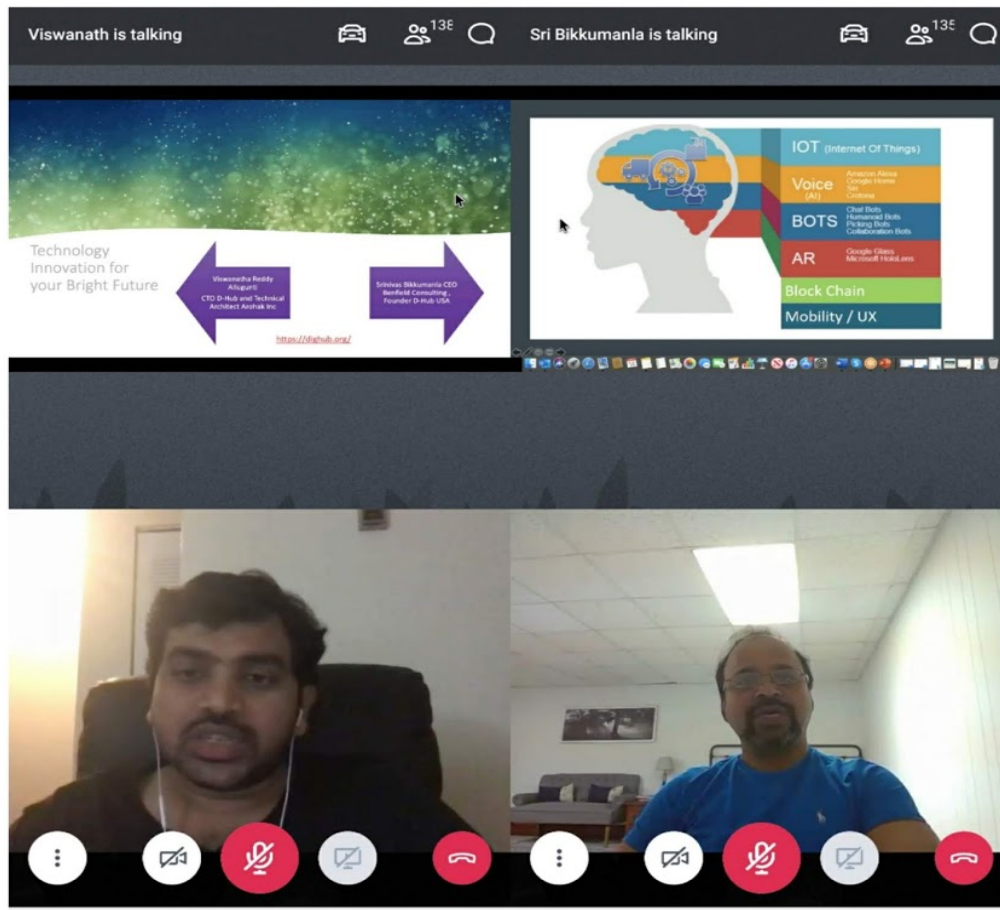 Viswanath is talking
138
Sri Bikkumanla is talking
135
Technology
Innovation for
your Bright Future
Viswanatha Reddy
Allugunti
CTO D-Hub and Technical
Architect Arohak Inc
Srinivas Bikkumanla CEO
Benfield Consulting ,
Founder D-Hub USA
https://dighub.org/
IOT (Internet Of Things)
Voice
(AI)
Amazon Alexa
Google Home
Siri
Cortona
BOTS
Chat Bots
Humanoid Bots
Picking Bots
Collaboration Bots
AR
Google Glass
Microsoft HoloLens
Block Chain
Mobility / UX